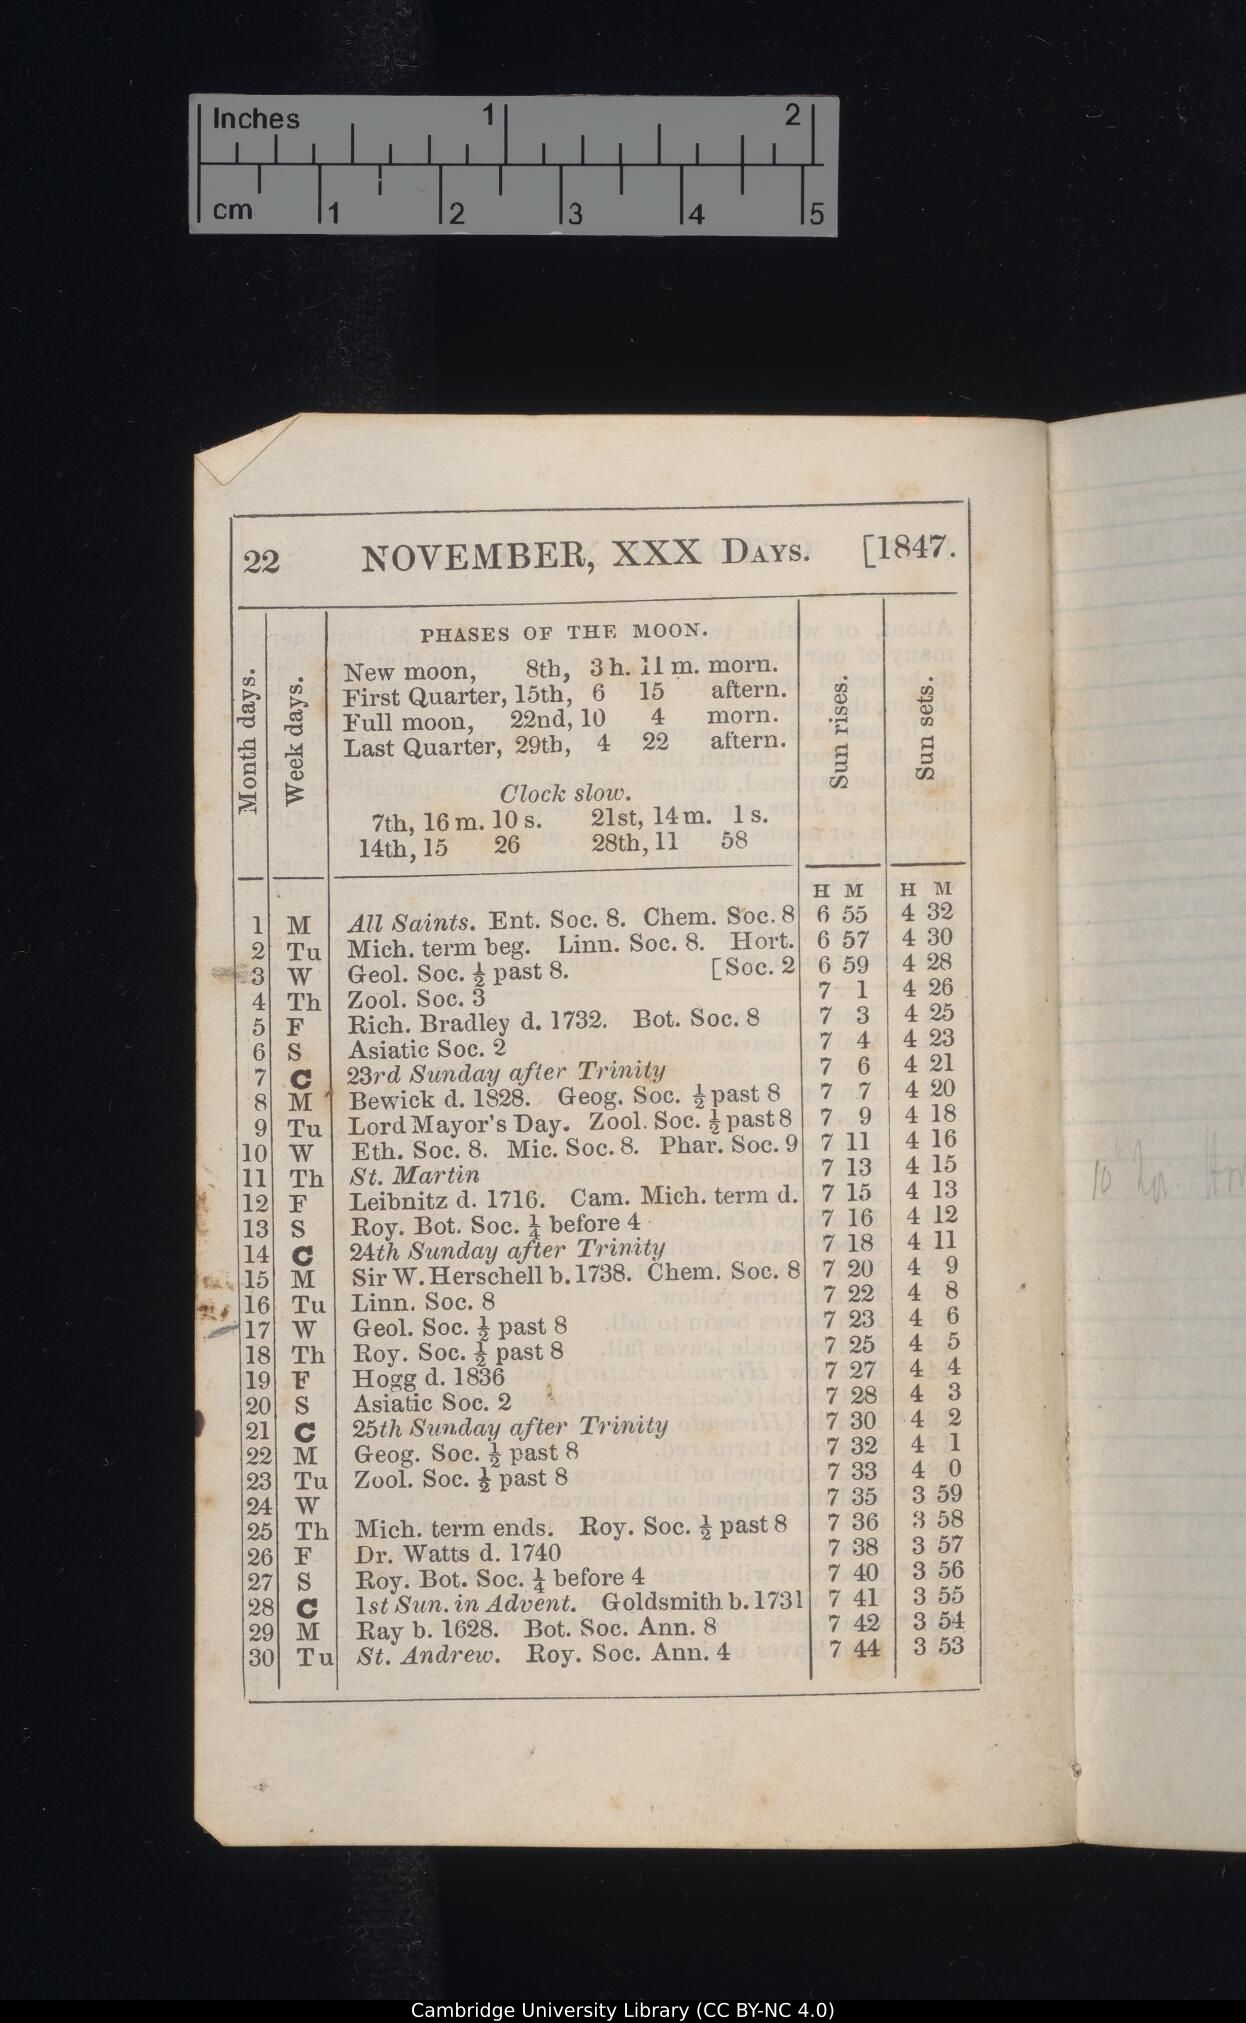 Inches 1 2
cm 1 2 3 4 5
22 NOVEMBER, XXX DAYS. [1847.
Month days.
Week days.
PHASES OF THE MOON.
New moon, 8th, 3 h. 11 m. morn.
First Quarter, 15th, 6 15 aftern.
Full moon, 22nd, 10 4 morn.
Last Quarter, 29th, 4 22 aftern.
Clock slow.
7th, 16 m. 10 s. 21st, 14 m. 1 s.
14th, 15 26 28th, 11 58
Sun rises.
Sun sets.
H M H M
1 M All Saints. Ent. Soc. 8. Chem. Soc. 8 6 55 4 32
2 Tu Mich. term beg. Linn. Soc. 8. Hort. 6 57 4 30
3 W Geol. Soc. ½ past 8. [Soc. 2 6 59 4 28
4 Th Zool. Soc. 3 7 1 4 26
5 F Rich. Bradley d. 1732. Bot. Soc. 8 7 3 4 25
6 S Asiatic Soc. 2 7 4 4 23
7 C 23rd Sunday after Trinity 7 6 4 21
8 M Bewick d. 1828. Geog. Soc. ½ past 8 7 7 4 20
9 Tu Lord Mayor's Day. Zool. Soc. ½ past 8 7 9 4 18
10 W Eth. Soc. 8. Mic. Soc. 8. Phar. Soc. 9 7 11 4 16
11 Th St. Martin 7 13 4 15
12 F Leibnitz d. 1716. Cam. Mich. term d. 7 15 4 13
13 S Roy. Bot. Soc. ¼ before 4 7 16 4 12
14 C 24th Sunday after Trinity 7 18 4 11
15 M Sir W. Herschell b. 1738. Chem. Soc. 8 7 20 4 9
16 Tu Linn. Soc. 8 7 22 4 8
17 W Geol. Soc. ½ past 8 7 23 4 6
18 Th Roy. Soc. ½ past 8 7 25 4 5
19 F Hogg d. 1836 7 27 4 4
20 S Asiatic Soc. 2 7 28 4 3
21 C 25th Sunday after Trinity 7 30 4 2
22 M Geog. Soc. ½ past 8 7 32 4 1
23 Tu Zool. Soc. ½ past 8 7 33 4 0
24 W 7 35 3 59
25 Th Mich. term ends. Roy. Soc. ½ past 8 7 36 3 58
26 F Dr. Watts d. 1740 7 38 3 57
27 S Roy. Bot. Soc. ¼ before 4 7 40 3 56
28 C 1st Sun. in Advent. Goldsmith b. 1731 7 41 3 55
29 M Ray b. 1628. Bot. Soc. Ann. 8 7 42 3 54
30 Tu St. Andrew. Roy. Soc. Ann. 4 7 44 3 53
10
Cambridge University Library (CC BY-NC 4.0)